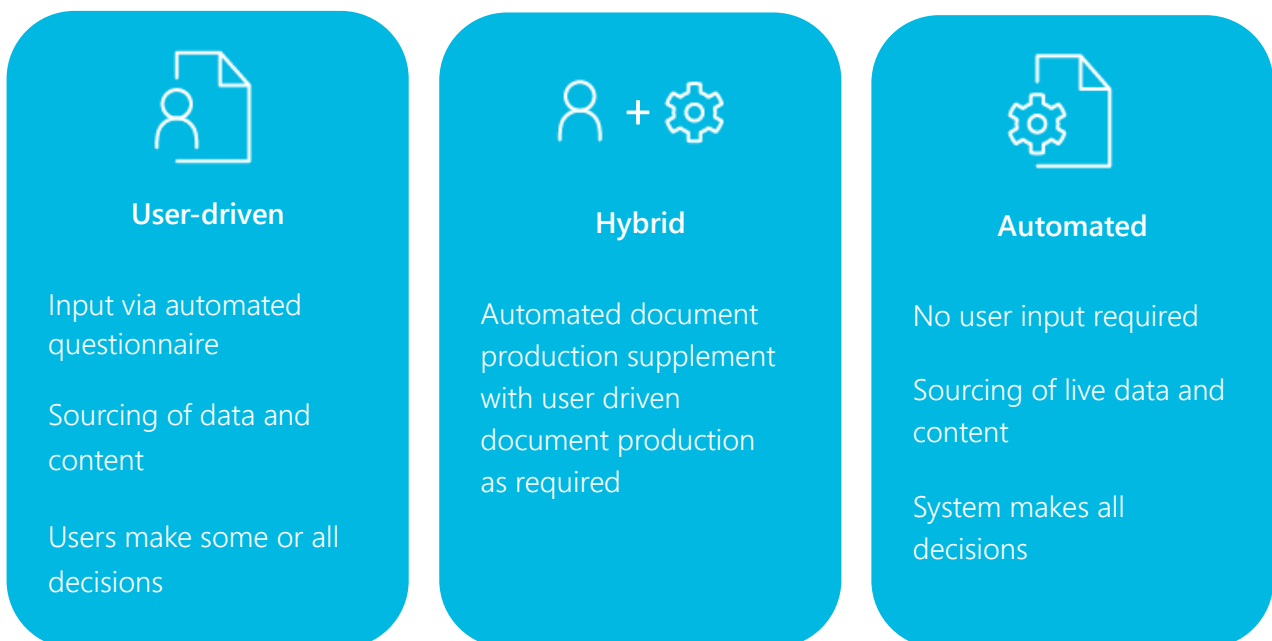 User-driven
Input via automated
questionnaire
Sourcing of data and
content
Users make some or all
decisions
+
Hybrid
Automated document
production supplement
with user driven
document production
as required
Automated
No user input required
Sourcing of live data and
content
System makes all
decisions